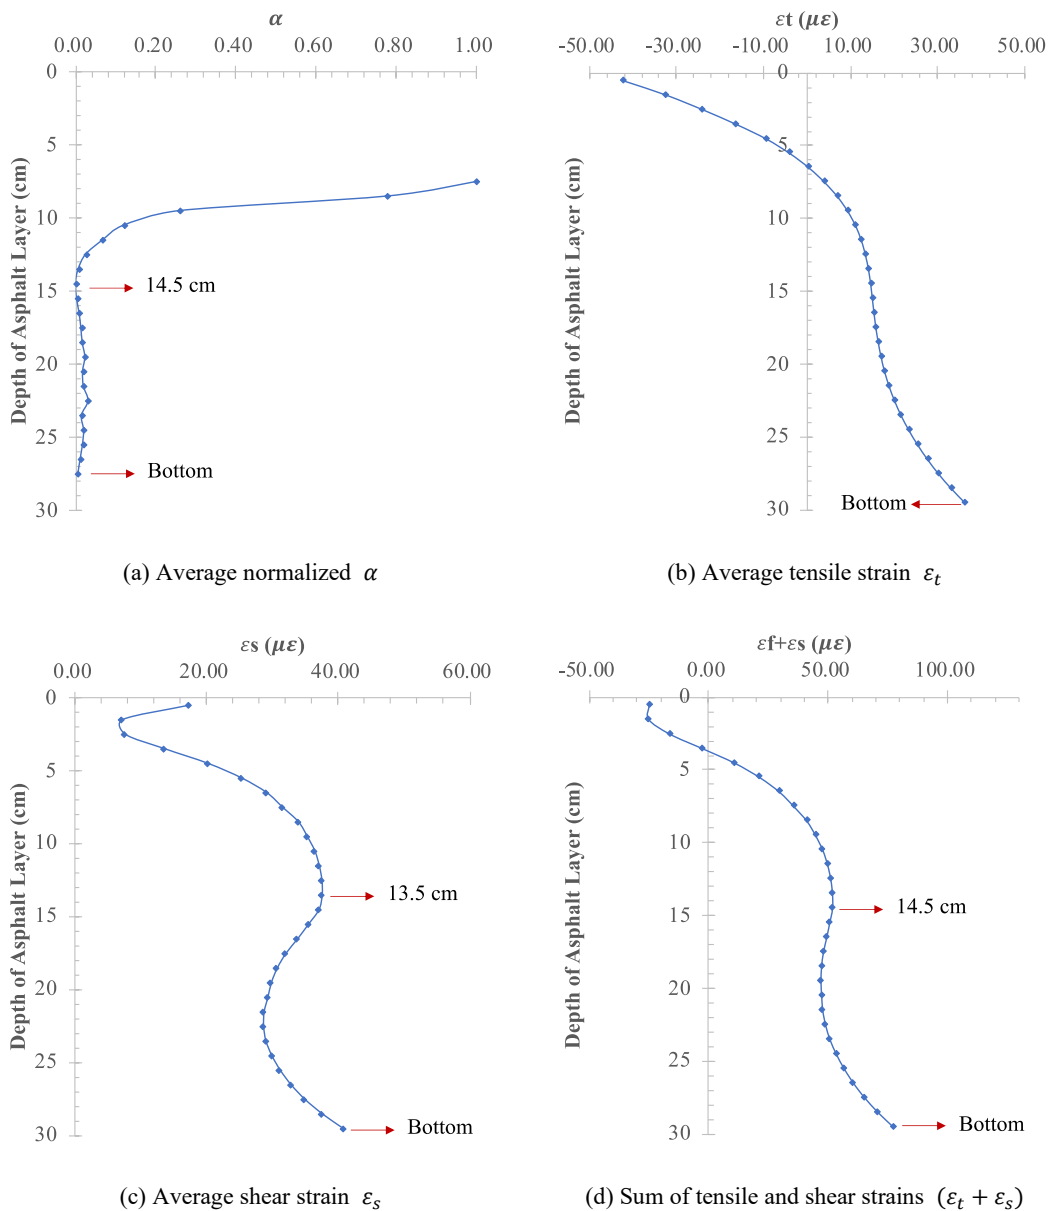 α
0.00 0.20 0.40 0.60 0.80 1.00
0
5
10
15
20
25
30
Depth of Asphalt Layer (cm)
14.5 cm
Bottom
(a) Average normalized α
εt (με)
-50.00 -30.00 -10.00 10.00 30.00 50.00
0
5
10
15
20
25
30
Depth of Asphalt Layer (cm)
Bottom
(b) Average tensile strain εt
εs (με)
0.00 20.00 40.00 60.00
0
5
10
15
20
25
30
Depth of Asphalt Layer (cm)
13.5 cm
Bottom
(c) Average shear strain εs
εf+εs (με)
-50.00 0.00 50.00 100.00
0
5
10
15
20
25
30
Depth of Asphalt Layer (cm)
14.5 cm
Bottom
(d) Sum of tensile and shear strains (εt + εs)